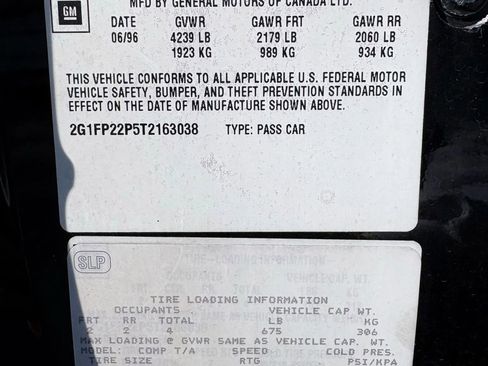 MFD BY GENERAL MOTORS OF CANADA LTD.
GM
DATE GVWR GAWR FRT GAWR RR
06/96 4239 LB 2179 LB 2060 LB
1923 KG 989 KG 934 KG
THIS VEHICLE CONFORMS TO ALL APPLICABLE U.S. FEDERAL MOTOR
VEHICLE SAFETY, BUMPER, AND THEFT PREVENTION STANDARDS IN
EFFECT ON THE DATE OF MANUFACTURE SHOWN ABOVE.
2G1FP22P5T2163038 TYPE: PASS CAR
SLP
TIRE LOADING INFORMATION
OCCUPANTS VEHICLE CAP. WT.
FRT RR TOTAL LB KG
2 2 4 675 306
MAX LOADING @ GVWR SAME AS VEHICLE CAP. WT.
MODEL: COMP T/A SPEED COLD PRES.
TIRE SIZE RTG PSI/KPA